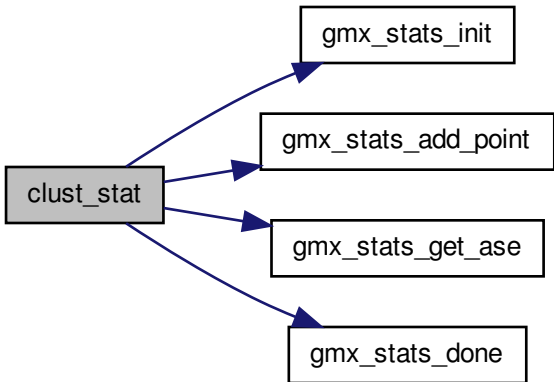 gmx_stats_init
gmx_stats_add_point
clust_stat
gmx_stats_get_ase
gmx_stats_done